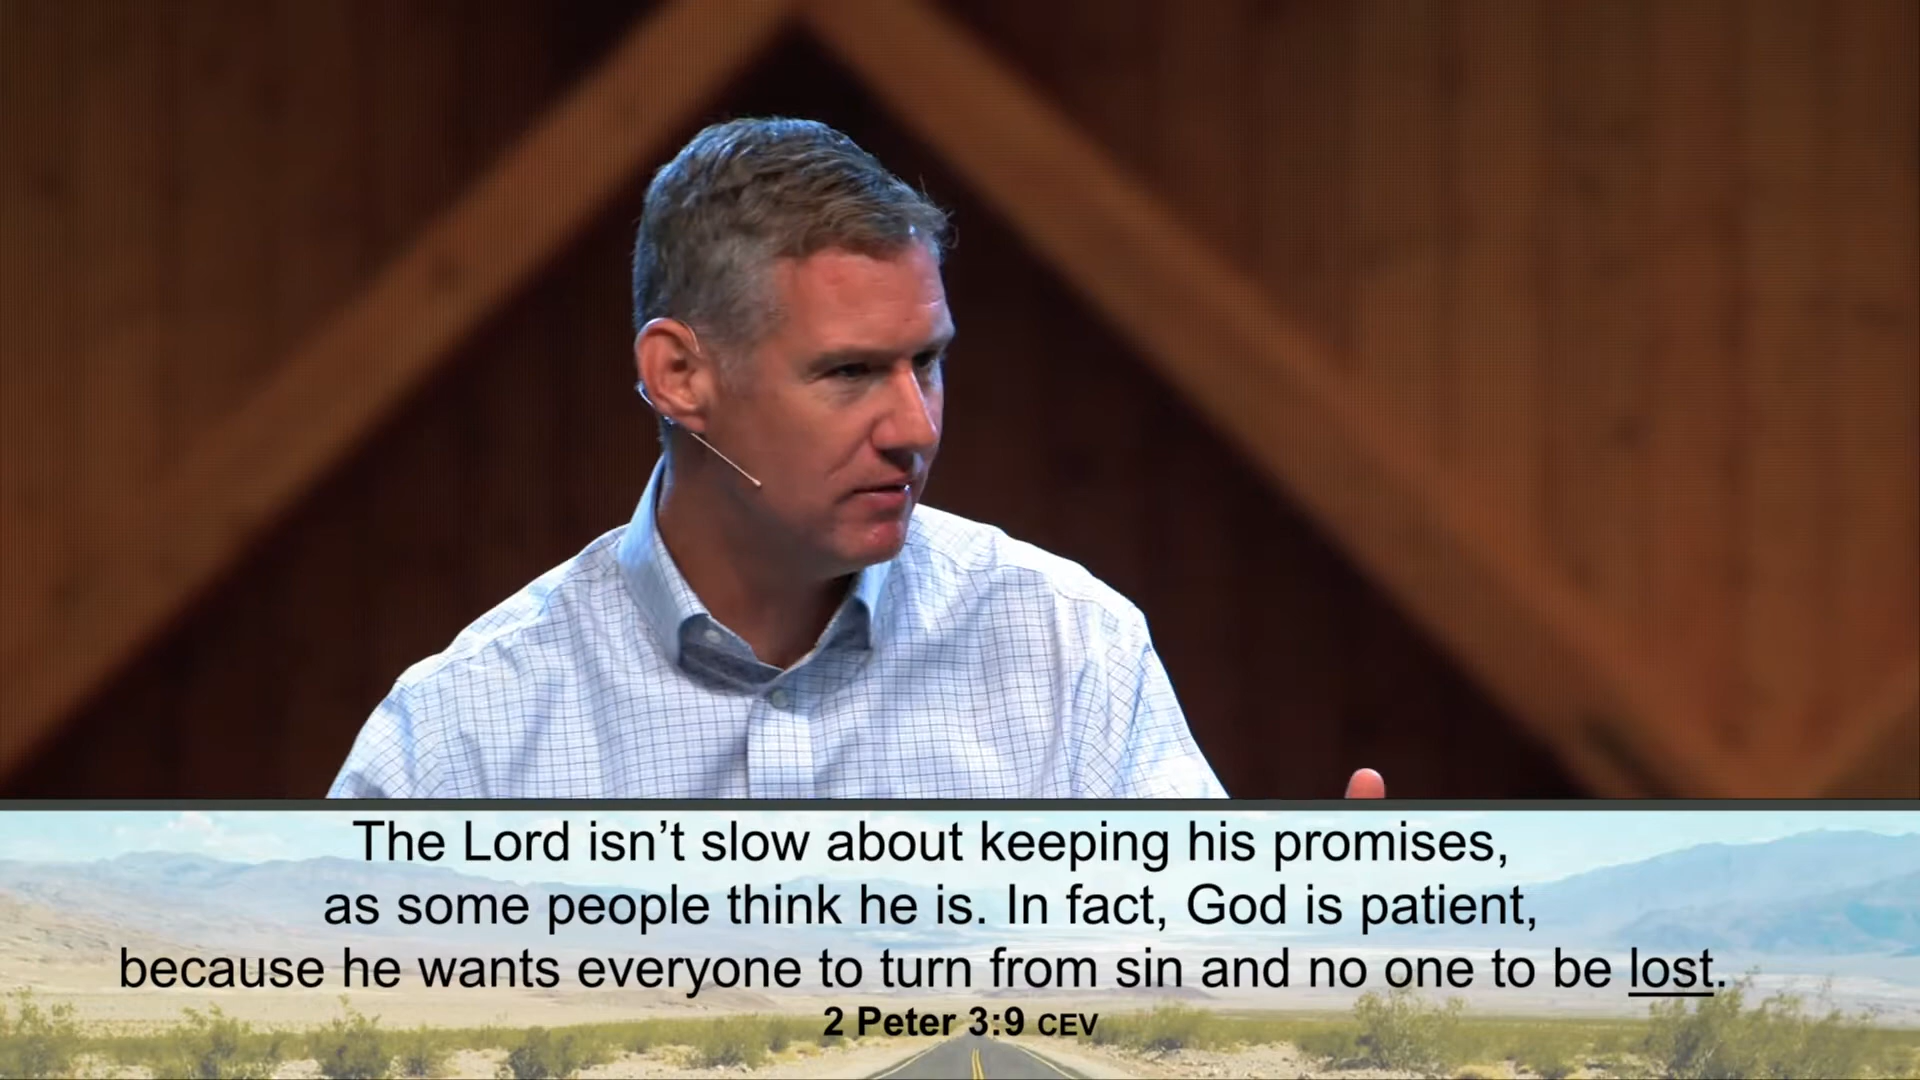 The Lord isn’t slow about keeping his promises,
as some people think he is. In fact, God is patient,
because he wants everyone to turn from sin and no one to be lost.
2 Peter 3:9 CEV